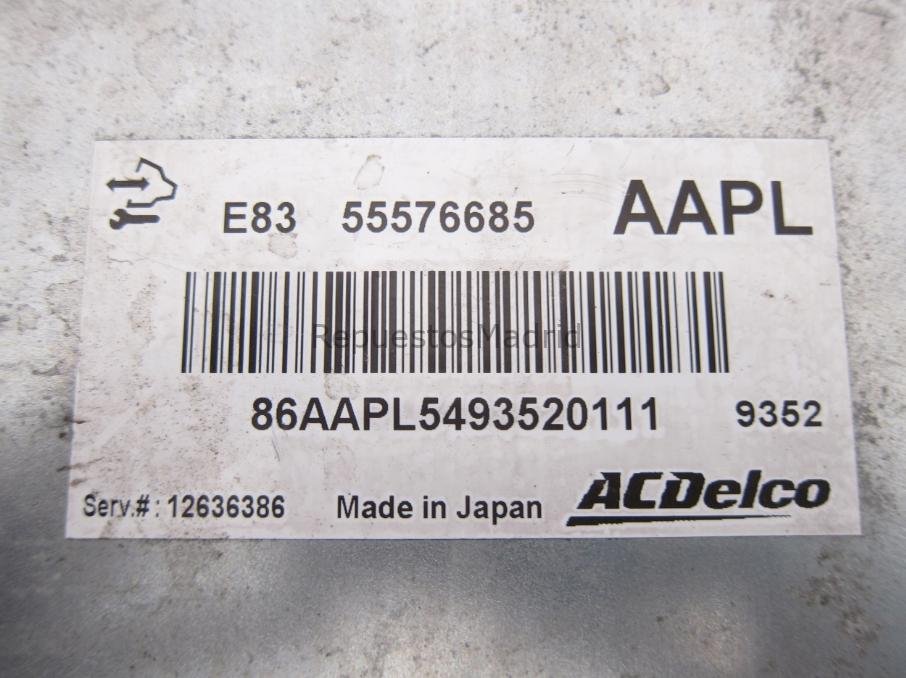 E83 55576685 AAPL
RepuestosMadrid
86AAPL5493520111 9352
Serv.#: 12636386 Made in Japan ACDelco